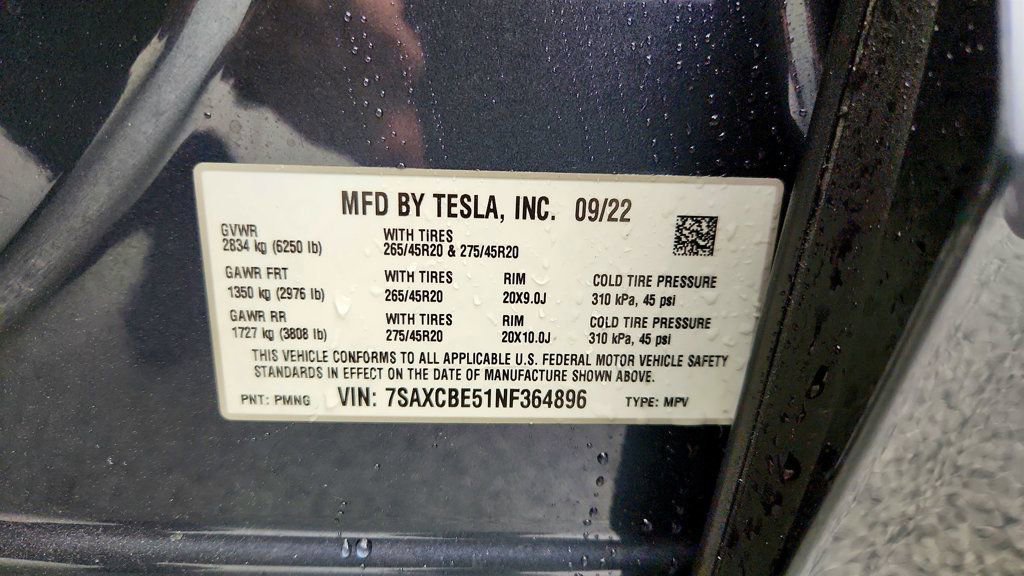 MFD BY TESLA, INC. 09/22
GVWR WITH TIRES
2834 kg (6250 lb) 265/45R20 & 275/45R20
GAWR FRT WITH TIRES RIM COLD TIRE PRESSURE
1350 kg (2976 lb) 265/45R20 20X9.0J 310 kPa, 45 psi
GAWR RR WITH TIRES RIM COLD TIRE PRESSURE
1727 kg (3808 lb) 275/45R20 20X10.0J 310 kPa, 45 psi
THIS VEHICLE CONFORMS TO ALL APPLICABLE U.S. FEDERAL MOTOR VEHICLE SAFETY
STANDARDS IN EFFECT ON THE DATE OF MANUFACTURE SHOWN ABOVE.
PNT: PMNG VIN: 7SAXCBE51NF364896 TYPE: MPV